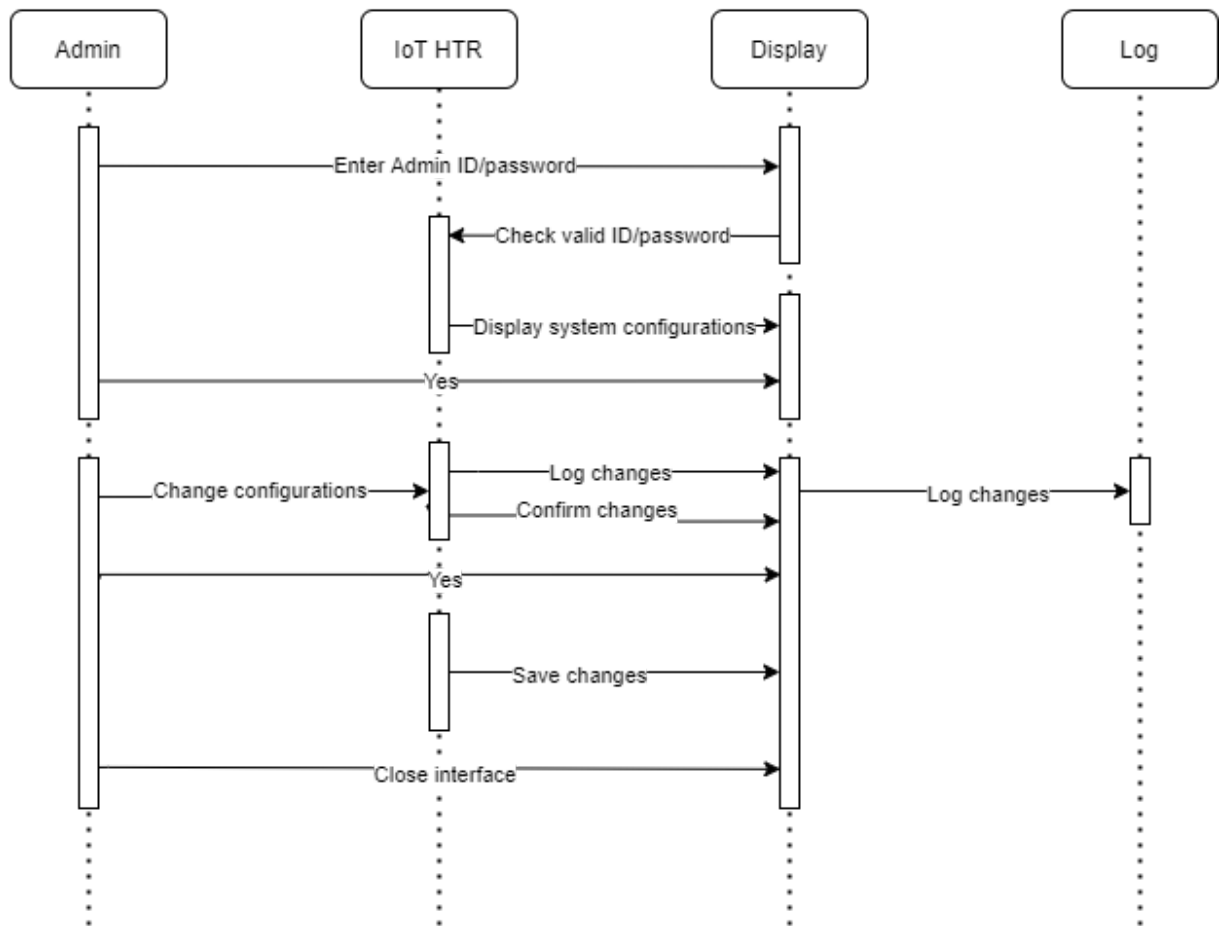 Admin
IoT HTR
Display
Log
Enter Admin ID/password
Check valid ID/password
Display system configurations
Yes
Log changes
Change configurations
Log changes
Confirm changes
Yes
Save changes
Close interface